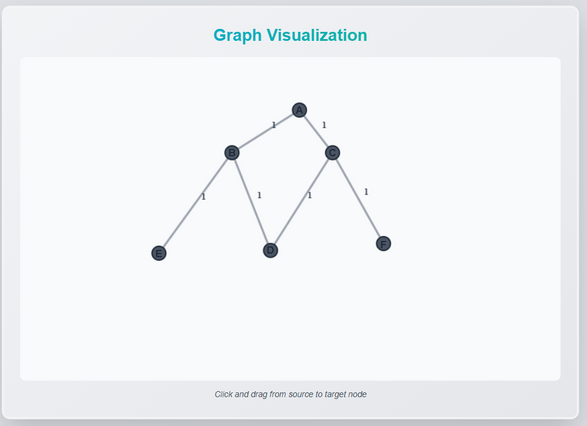 Graph Visualization
A
1 1
B C
1 1 1 1
E D F
Click and drag from source to target node